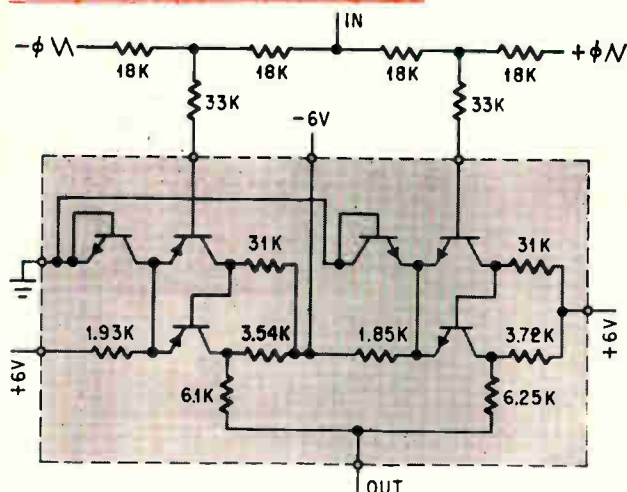 IN
-ϕ
+ϕ
18K
18K
18K
18K
33K
33K
-6V
31K
31K
1.93K
3.54K
1.85K
3.72K
+6V
+6V
6.1K
6.25K
OUT